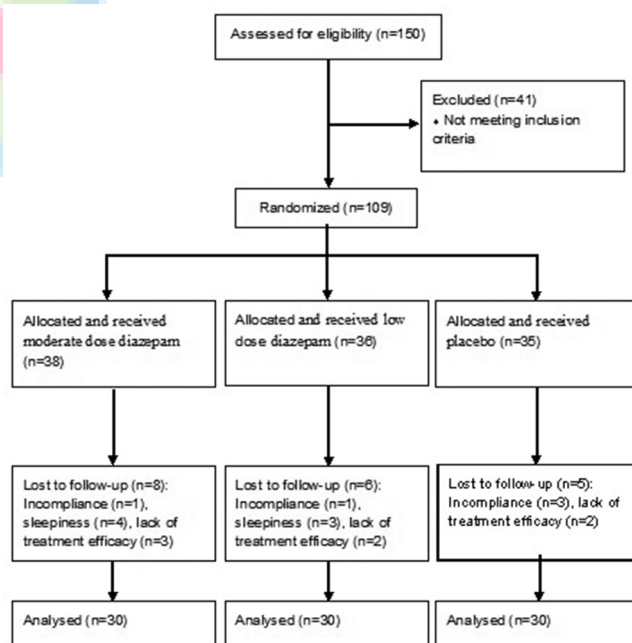 Assessed for eligibility (n=150)
Excluded (n=41)
• Not meeting inclusion
criteria
Randomized (n=109)
Allocated and received
moderate dose diazepam
(n=38)
Allocated and received low
dose diazepam (n=36)
Allocated and received
placebo (n=35)
Lost to follow-up (n=8):
Incompliance (n=1),
sleepiness (n=4), lack of
treatment efficacy (n=3)
Lost to follow-up (n=6):
Incompliance (n=1),
sleepiness (n=3), lack of
treatment efficacy (n=2)
Lost to follow-up (n=5):
Incompliance (n=3), lack of
treatment efficacy (n=2)
Analysed (n=30)
Analysed (n=30)
Analysed (n=30)